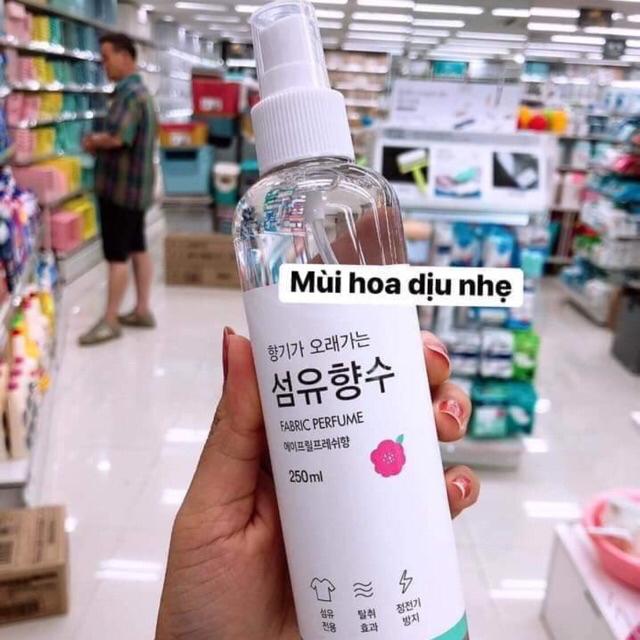 Mùi hoa dịu nhẹ
향기가 오래가는
섬유향수
FABRIC PERFUME
에이프릴프레쉬향
250ml
섬유
전용
탈취
효과
정전기
방지